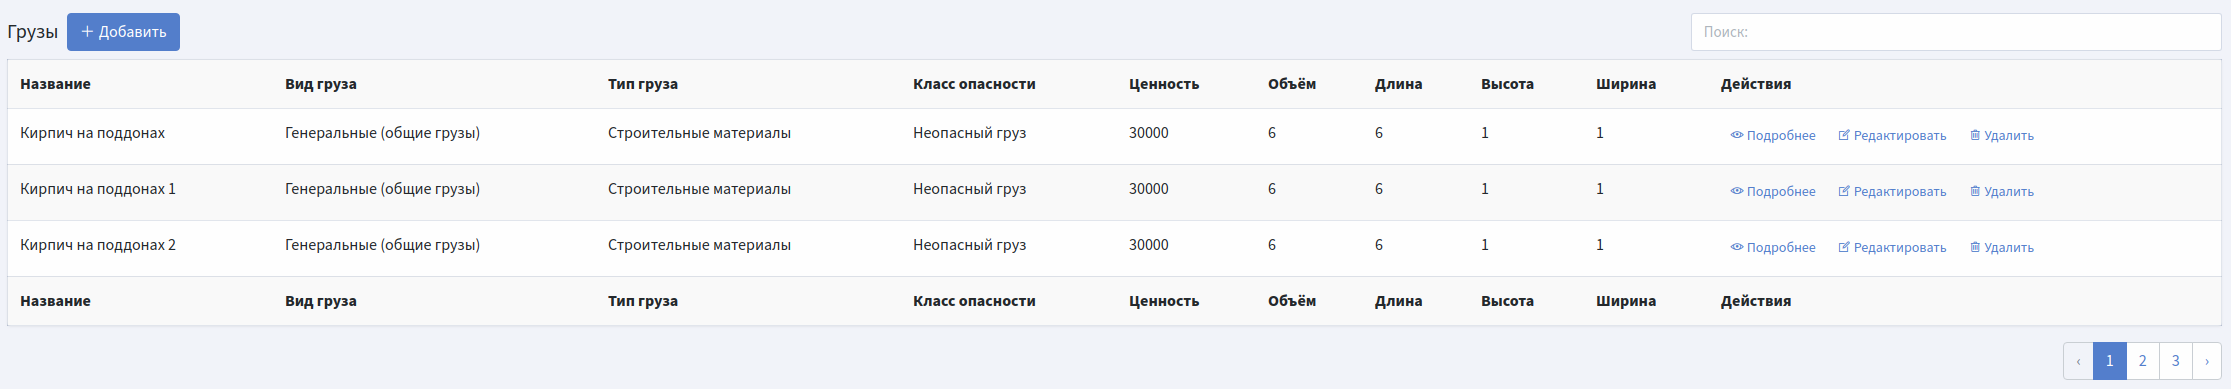 Грузы + Добавить Поиск:
Название Вид груза Тип груза Класс опасности Ценность Объём Длина Высота Ширина Действия
Кирпич на поддонах Генеральные (общие грузы) Строительные материалы Неопасный груз 30000 6 6 1 1 Подробнее Редактировать Удалить
Кирпич на поддонах 1 Генеральные (общие грузы) Строительные материалы Неопасный груз 30000 6 6 1 1 Подробнее Редактировать Удалить
Кирпич на поддонах 2 Генеральные (общие грузы) Строительные материалы Неопасный груз 30000 6 6 1 1 Подробнее Редактировать Удалить
Название Вид груза Тип груза Класс опасности Ценность Объём Длина Высота Ширина Действия
‹ 1 2 3 ›